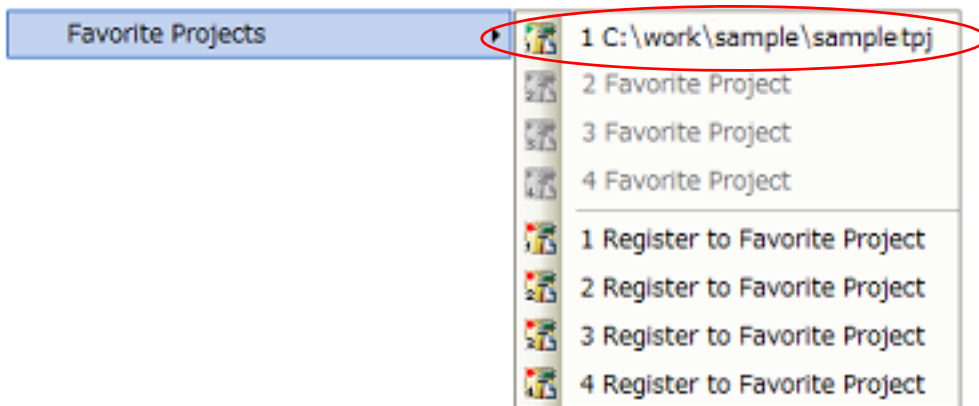 Favorite Projects
1 C:\work\sample\sample.tpj
2 Favorite Project
3 Favorite Project
4 Favorite Project
1 Register to Favorite Project
2 Register to Favorite Project
3 Register to Favorite Project
4 Register to Favorite Project